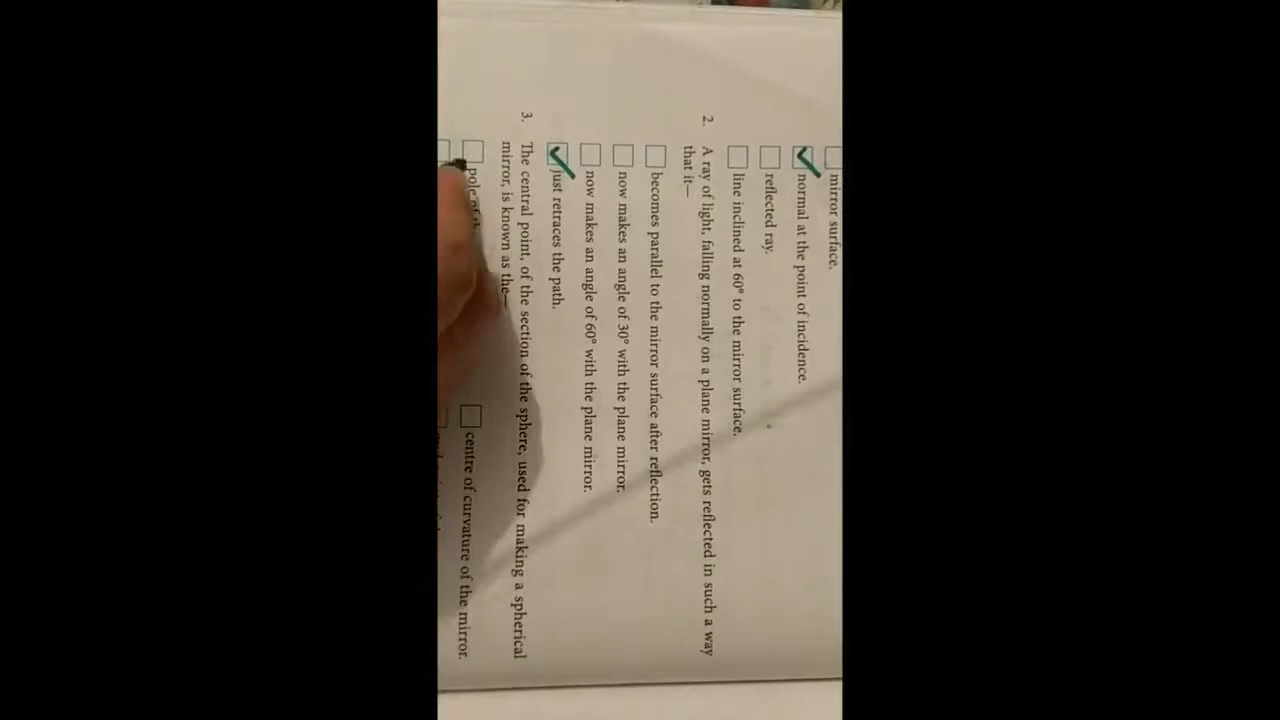 mirror surface.
normal at the point of incidence.
reflected ray.
line inclined at 60° to the mirror surface.
2. A ray of light, falling normally on a plane mirror, gets reflected in such a way
that it—
becomes parallel to the mirror surface after reflection.
now makes an angle of 30° with the plane mirror.
now makes an angle of 60° with the plane mirror.
just retraces the path.
3. The central point, of the section of the sphere, used for making a spherical
mirror, is known as the—
pole of centre of curvature of the mirror.